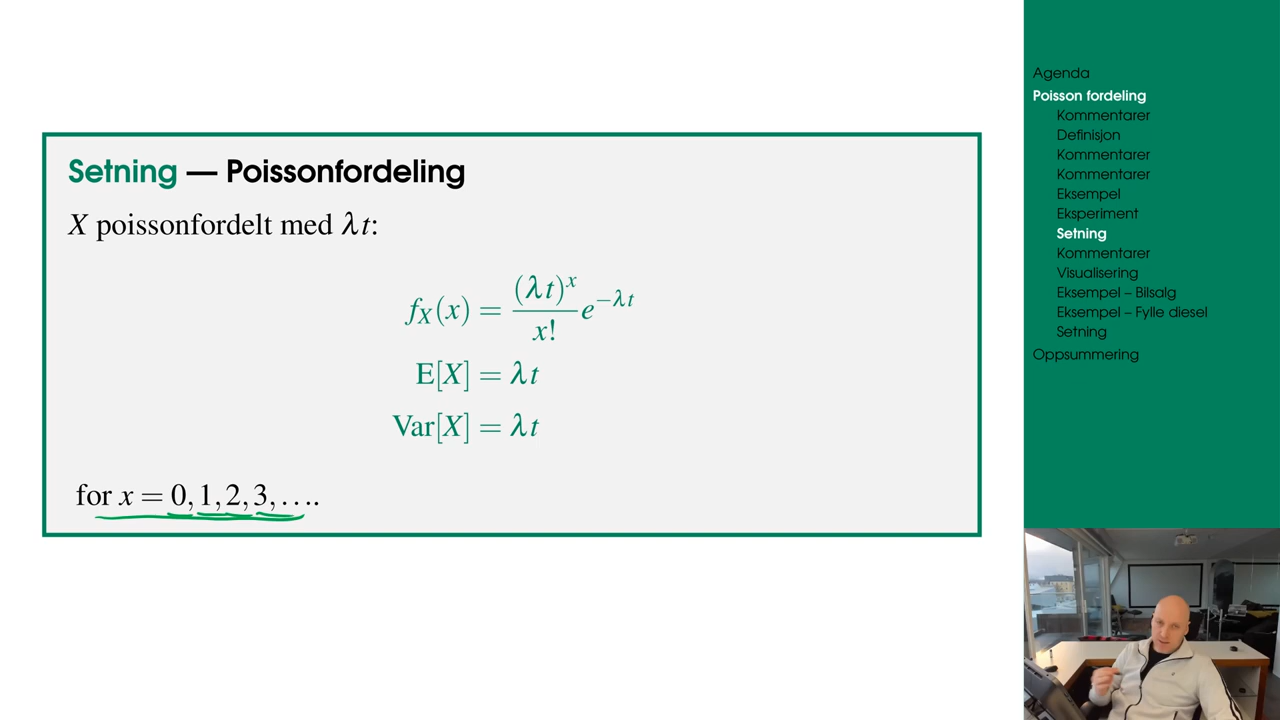 Setning — Poissonfordeling
X poissonfordelt med λt:
f_X(x) = (λt)^x / x! e^{−λt}
E[X] = λt
Var[X] = λt
for x = 0, 1, 2, 3, ....
Agenda
Poisson fordeling
Kommentarer
Definisjon
Kommentarer
Kommentarer
Eksempel
Eksperiment
Setning
Kommentarer
Visualisering
Eksempel – Bilsalg
Eksempel – Fylle diesel
Setning
Oppsummering